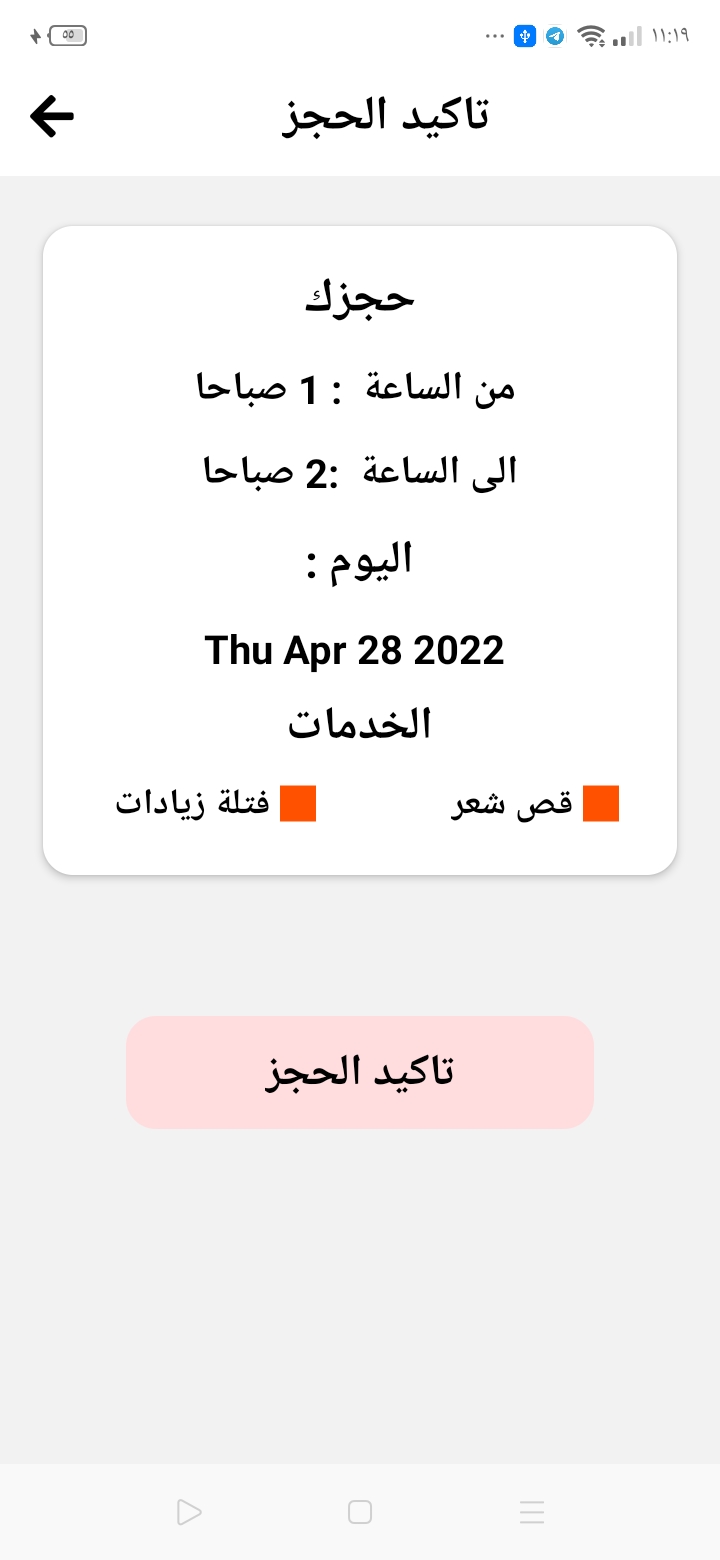 ١١:١٩
٥٥
تاكيد الحجز
حجزك
من الساعة : 1 صباحا
الى الساعة :2 صباحا
اليوم :
Thu Apr 28 2022
الخدمات
قص شعر
فتلة زيادات
تاكيد الحجز